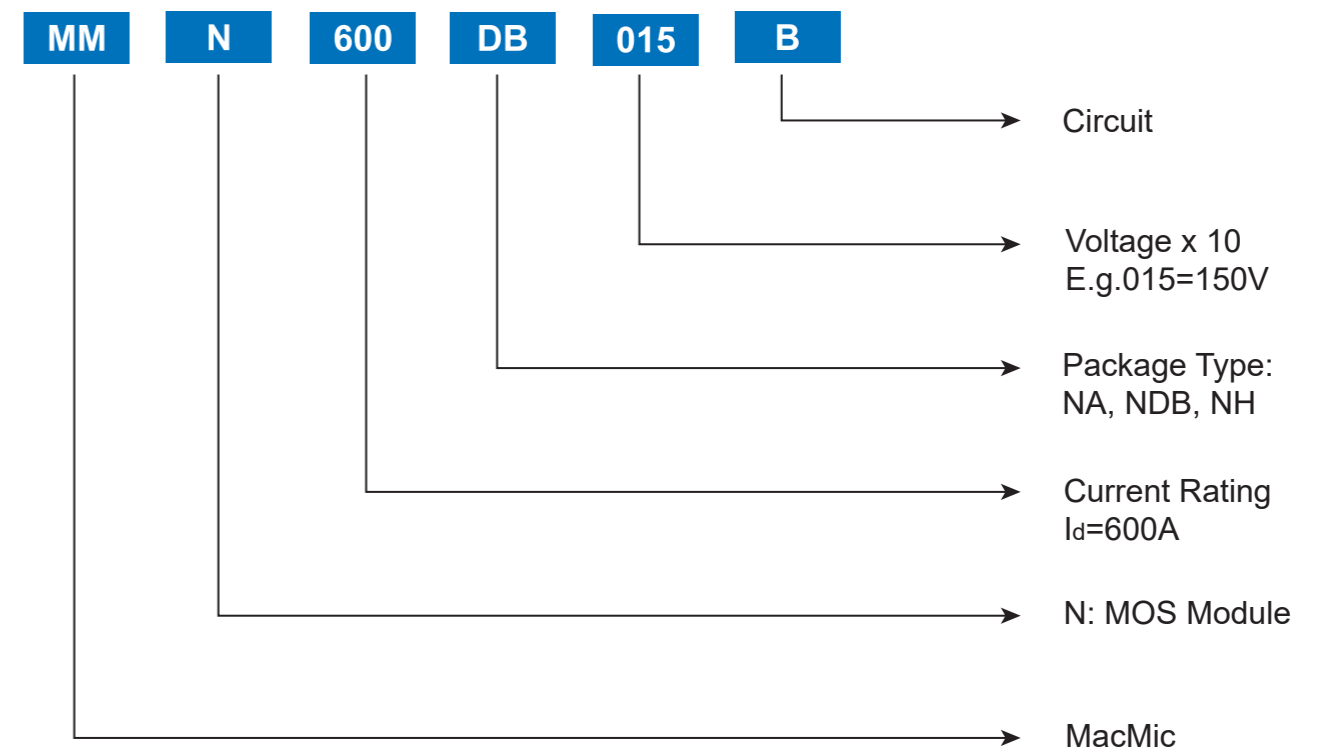 MM N 600 DB 015 B
Circuit
Voltage x 10
E.g.015=150V
Package Type:
NA, NDB, NH
Current Rating
Id=600A
N: MOS Module
MacMic